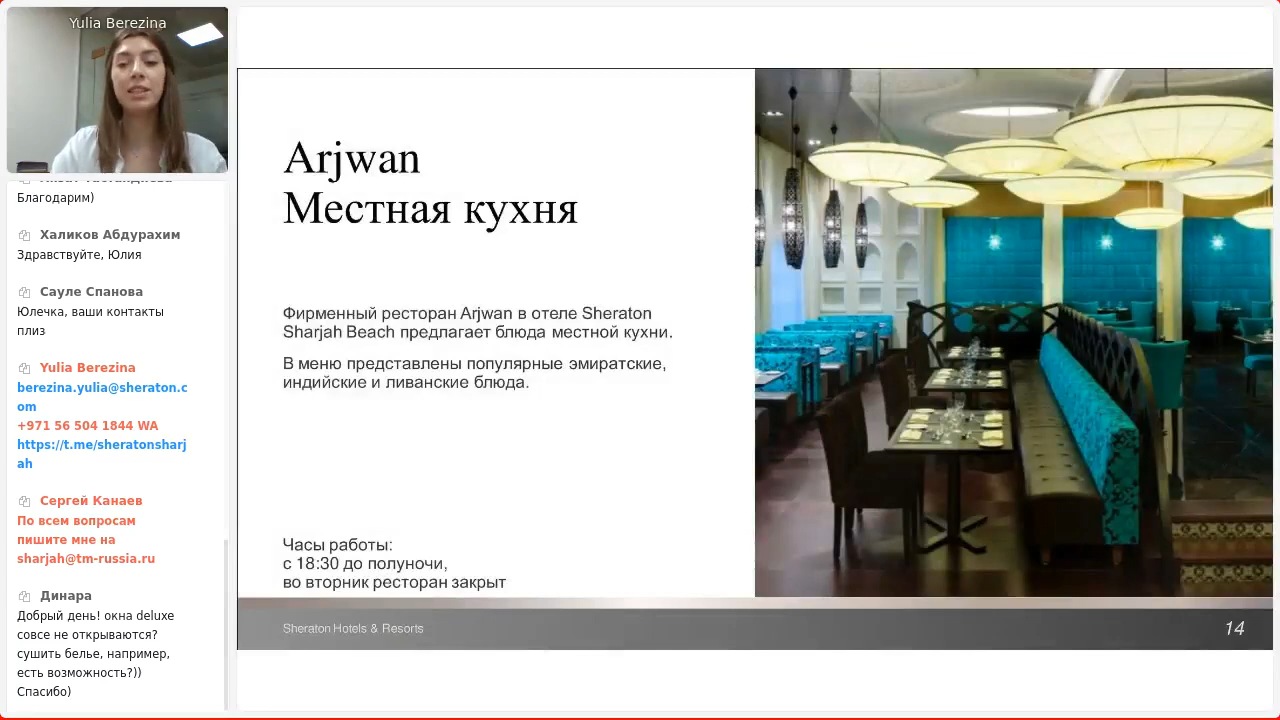 Yulia Berezina
Благодарим)
Халиков Абдурахим
Здравствуйте, Юлия
Сауле Спанова
Юлечка, ваши контакты
плиз
Yulia Berezina
berezina.yulia@sheraton.c
om
+971 56 504 1844 WA
https://t.me/sheratonsharj
ah
Сергей Канаев
По всем вопросам
пишите мне на
sharjah@tm-russia.ru
Динара
Добрый день! окна deluxe
совсе не открываются?
сушить белье, например,
есть возможность?))
Спасибо)
Arjwan
Местная кухня
Фирменный ресторан Arjwan в отеле Sheraton
Sharjah Beach предлагает блюда местной кухни.
В меню представлены популярные эмиратские,
индийские и ливанские блюда.
Часы работы:
с 18:30 до полуночи,
во вторник ресторан закрыт
Sheraton Hotels & Resorts
14